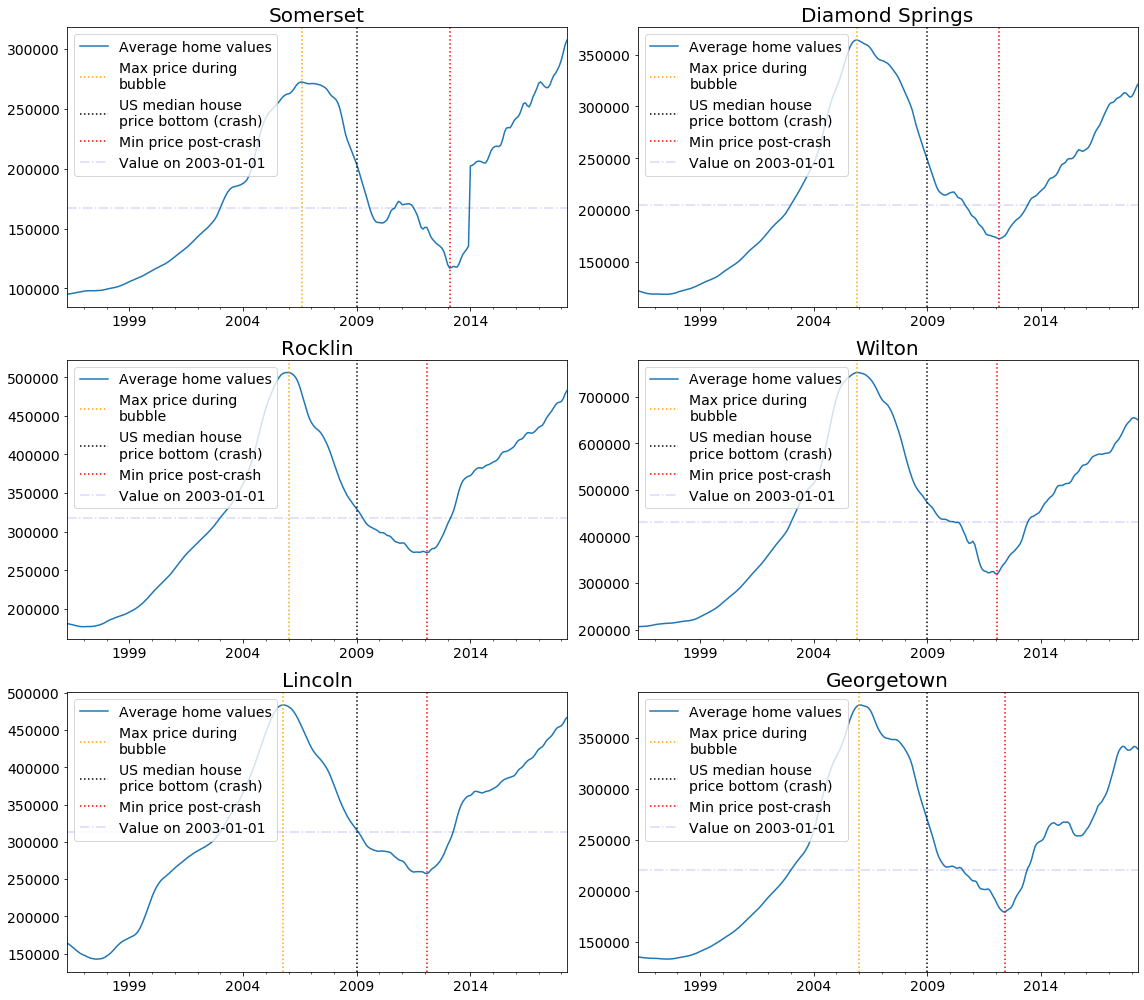 Somerset
300000
250000
200000
150000
100000
Average home values
Max price during
bubble
US median house
price bottom (crash)
Min price post-crash
Value on 2003-01-01
1999
2004
2009
2014
Diamond Springs
350000
300000
250000
200000
150000
Average home values
Max price during
bubble
US median house
price bottom (crash)
Min price post-crash
Value on 2003-01-01
1999
2004
2009
2014
Rocklin
500000
450000
400000
350000
300000
250000
200000
Average home values
Max price during
bubble
US median house
price bottom (crash)
Min price post-crash
Value on 2003-01-01
1999
2004
2009
2014
Wilton
700000
600000
500000
400000
300000
200000
Average home values
Max price during
bubble
US median house
price bottom (crash)
Min price post-crash
Value on 2003-01-01
1999
2004
2009
2014
Lincoln
500000
450000
400000
350000
300000
250000
200000
150000
Average home values
Max price during
bubble
US median house
price bottom (crash)
Min price post-crash
Value on 2003-01-01
1999
2004
2009
2014
Georgetown
350000
300000
250000
200000
150000
Average home values
Max price during
bubble
US median house
price bottom (crash)
Min price post-crash
Value on 2003-01-01
1999
2004
2009
2014